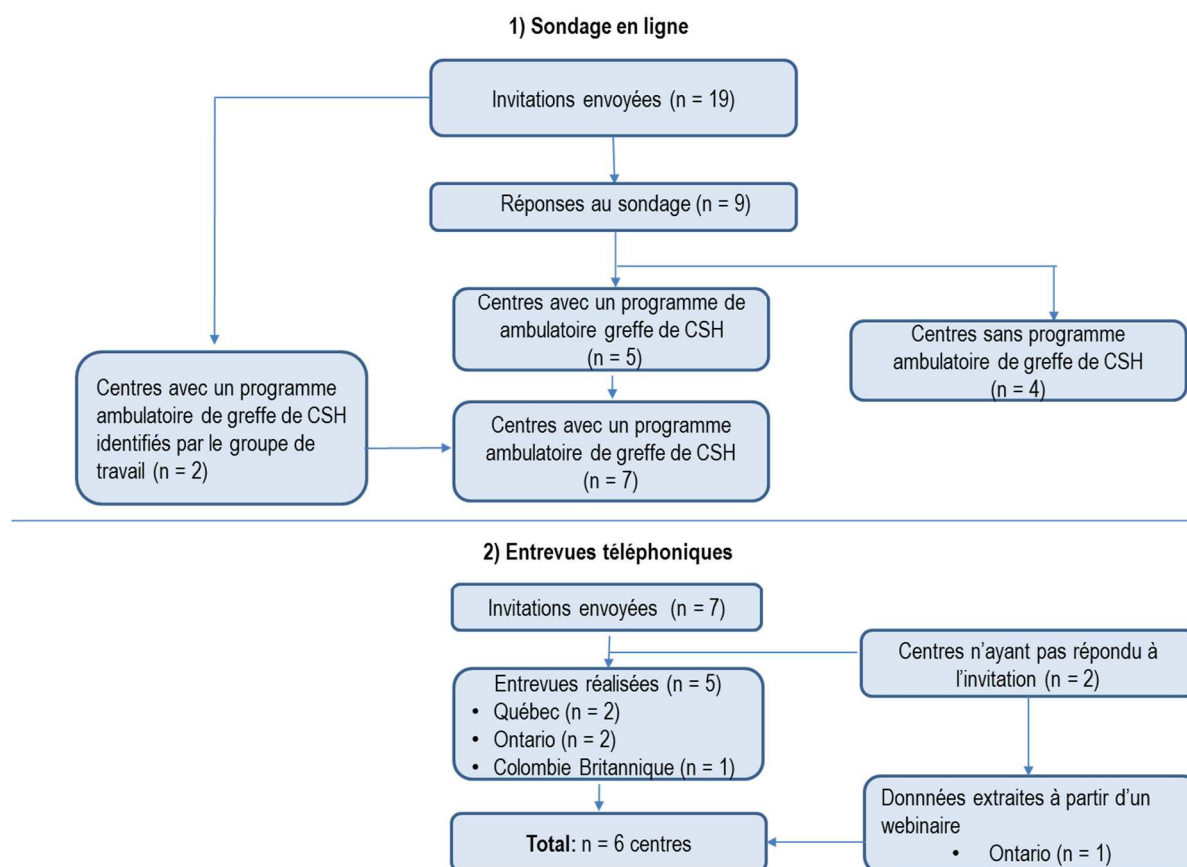 1) Sondage en ligne
Invitations envoyées (n = 19)
Réponses au sondage (n = 9)
Centres avec un programme de
ambulatoire greffe de CSH
(n = 5)
Centres sans programme
ambulatoire de greffe de CSH
(n = 4)
Centres avec un programme
ambulatoire de greffe de CSH
identifiés par le groupe de
travail (n = 2)
Centres avec un programme
ambulatoire de greffe de CSH
(n = 7)
2) Entrevues téléphoniques
Invitations envoyées (n = 7)
Centres n’ayant pas répondu à
l’invitation (n = 2)
Entrevues réalisées (n = 5)
• Québec (n = 2)
• Ontario (n = 2)
• Colombie Britannique (n = 1)
Donnnées extraites à partir d’un
webinaire
• Ontario (n = 1)
Total: n = 6 centres